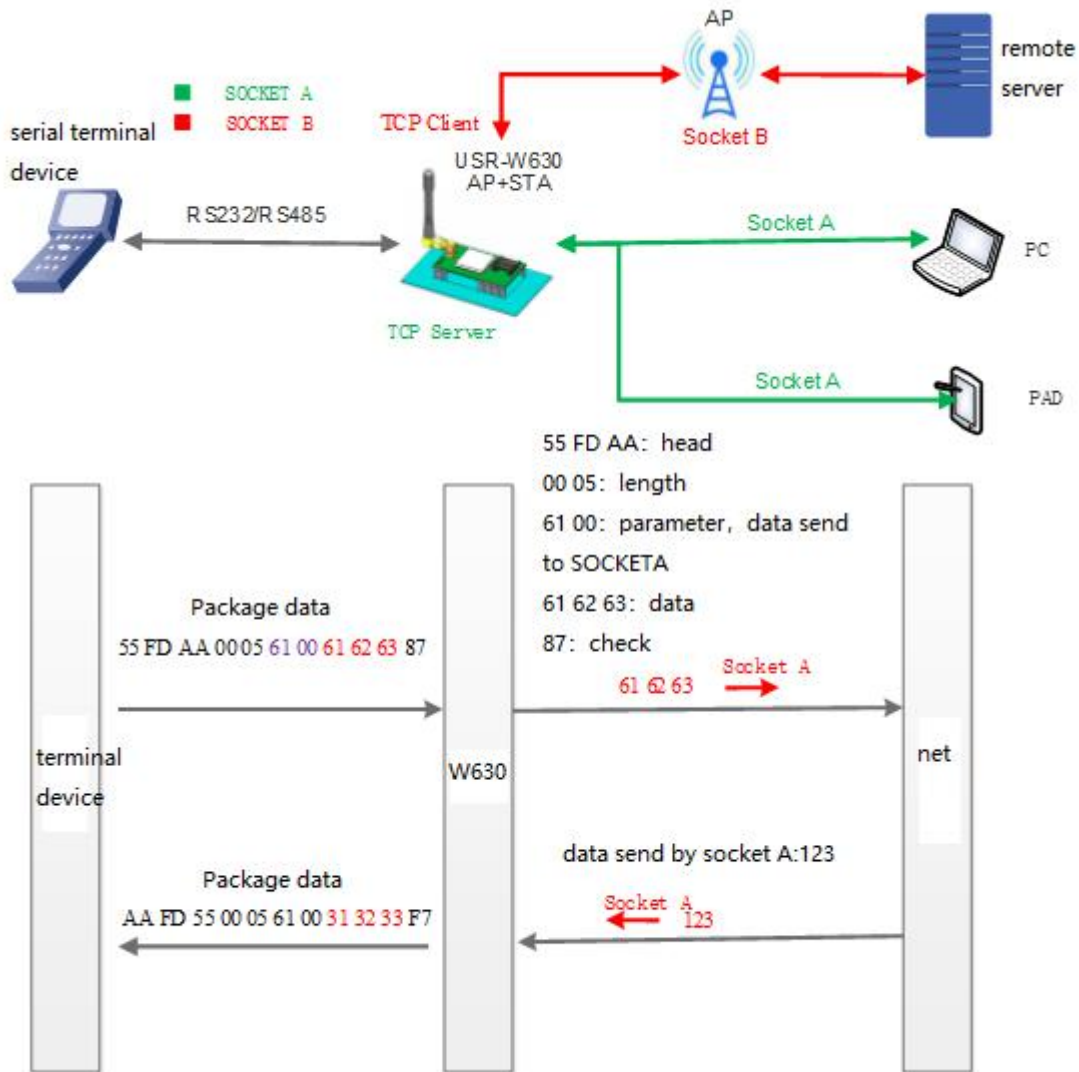 AP
remote
server
SOCKET A
SOCKET B
serial terminal
device
TCP Client
Socket B
USR-W630
AP+STA
RS232/RS485
Socket A
PC
TCP Server
Socket A
PAD
55 FD AA: head
00 05: length
61 00: parameter, data send
to SOCKETA
61 62 63: data
87: check
Package data
55 FD AA 0005 61 00 61 62 63 87
Socket A
61 62 63
terminal
device
W630
net
data send by socket A:123
Package data
AA FD 55 00 05 61 00 31 32 33 F7
Socket A
123